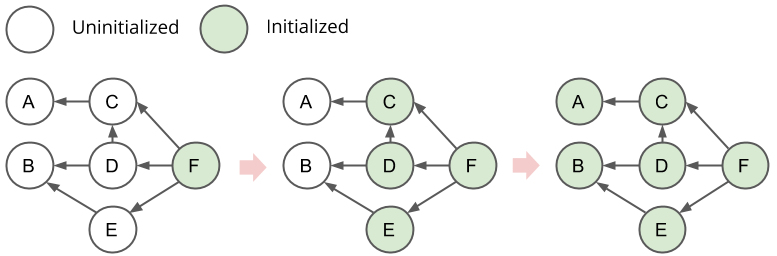 Uninitialized Initialized
A C A C A C
B D F B D F B D F
E E E